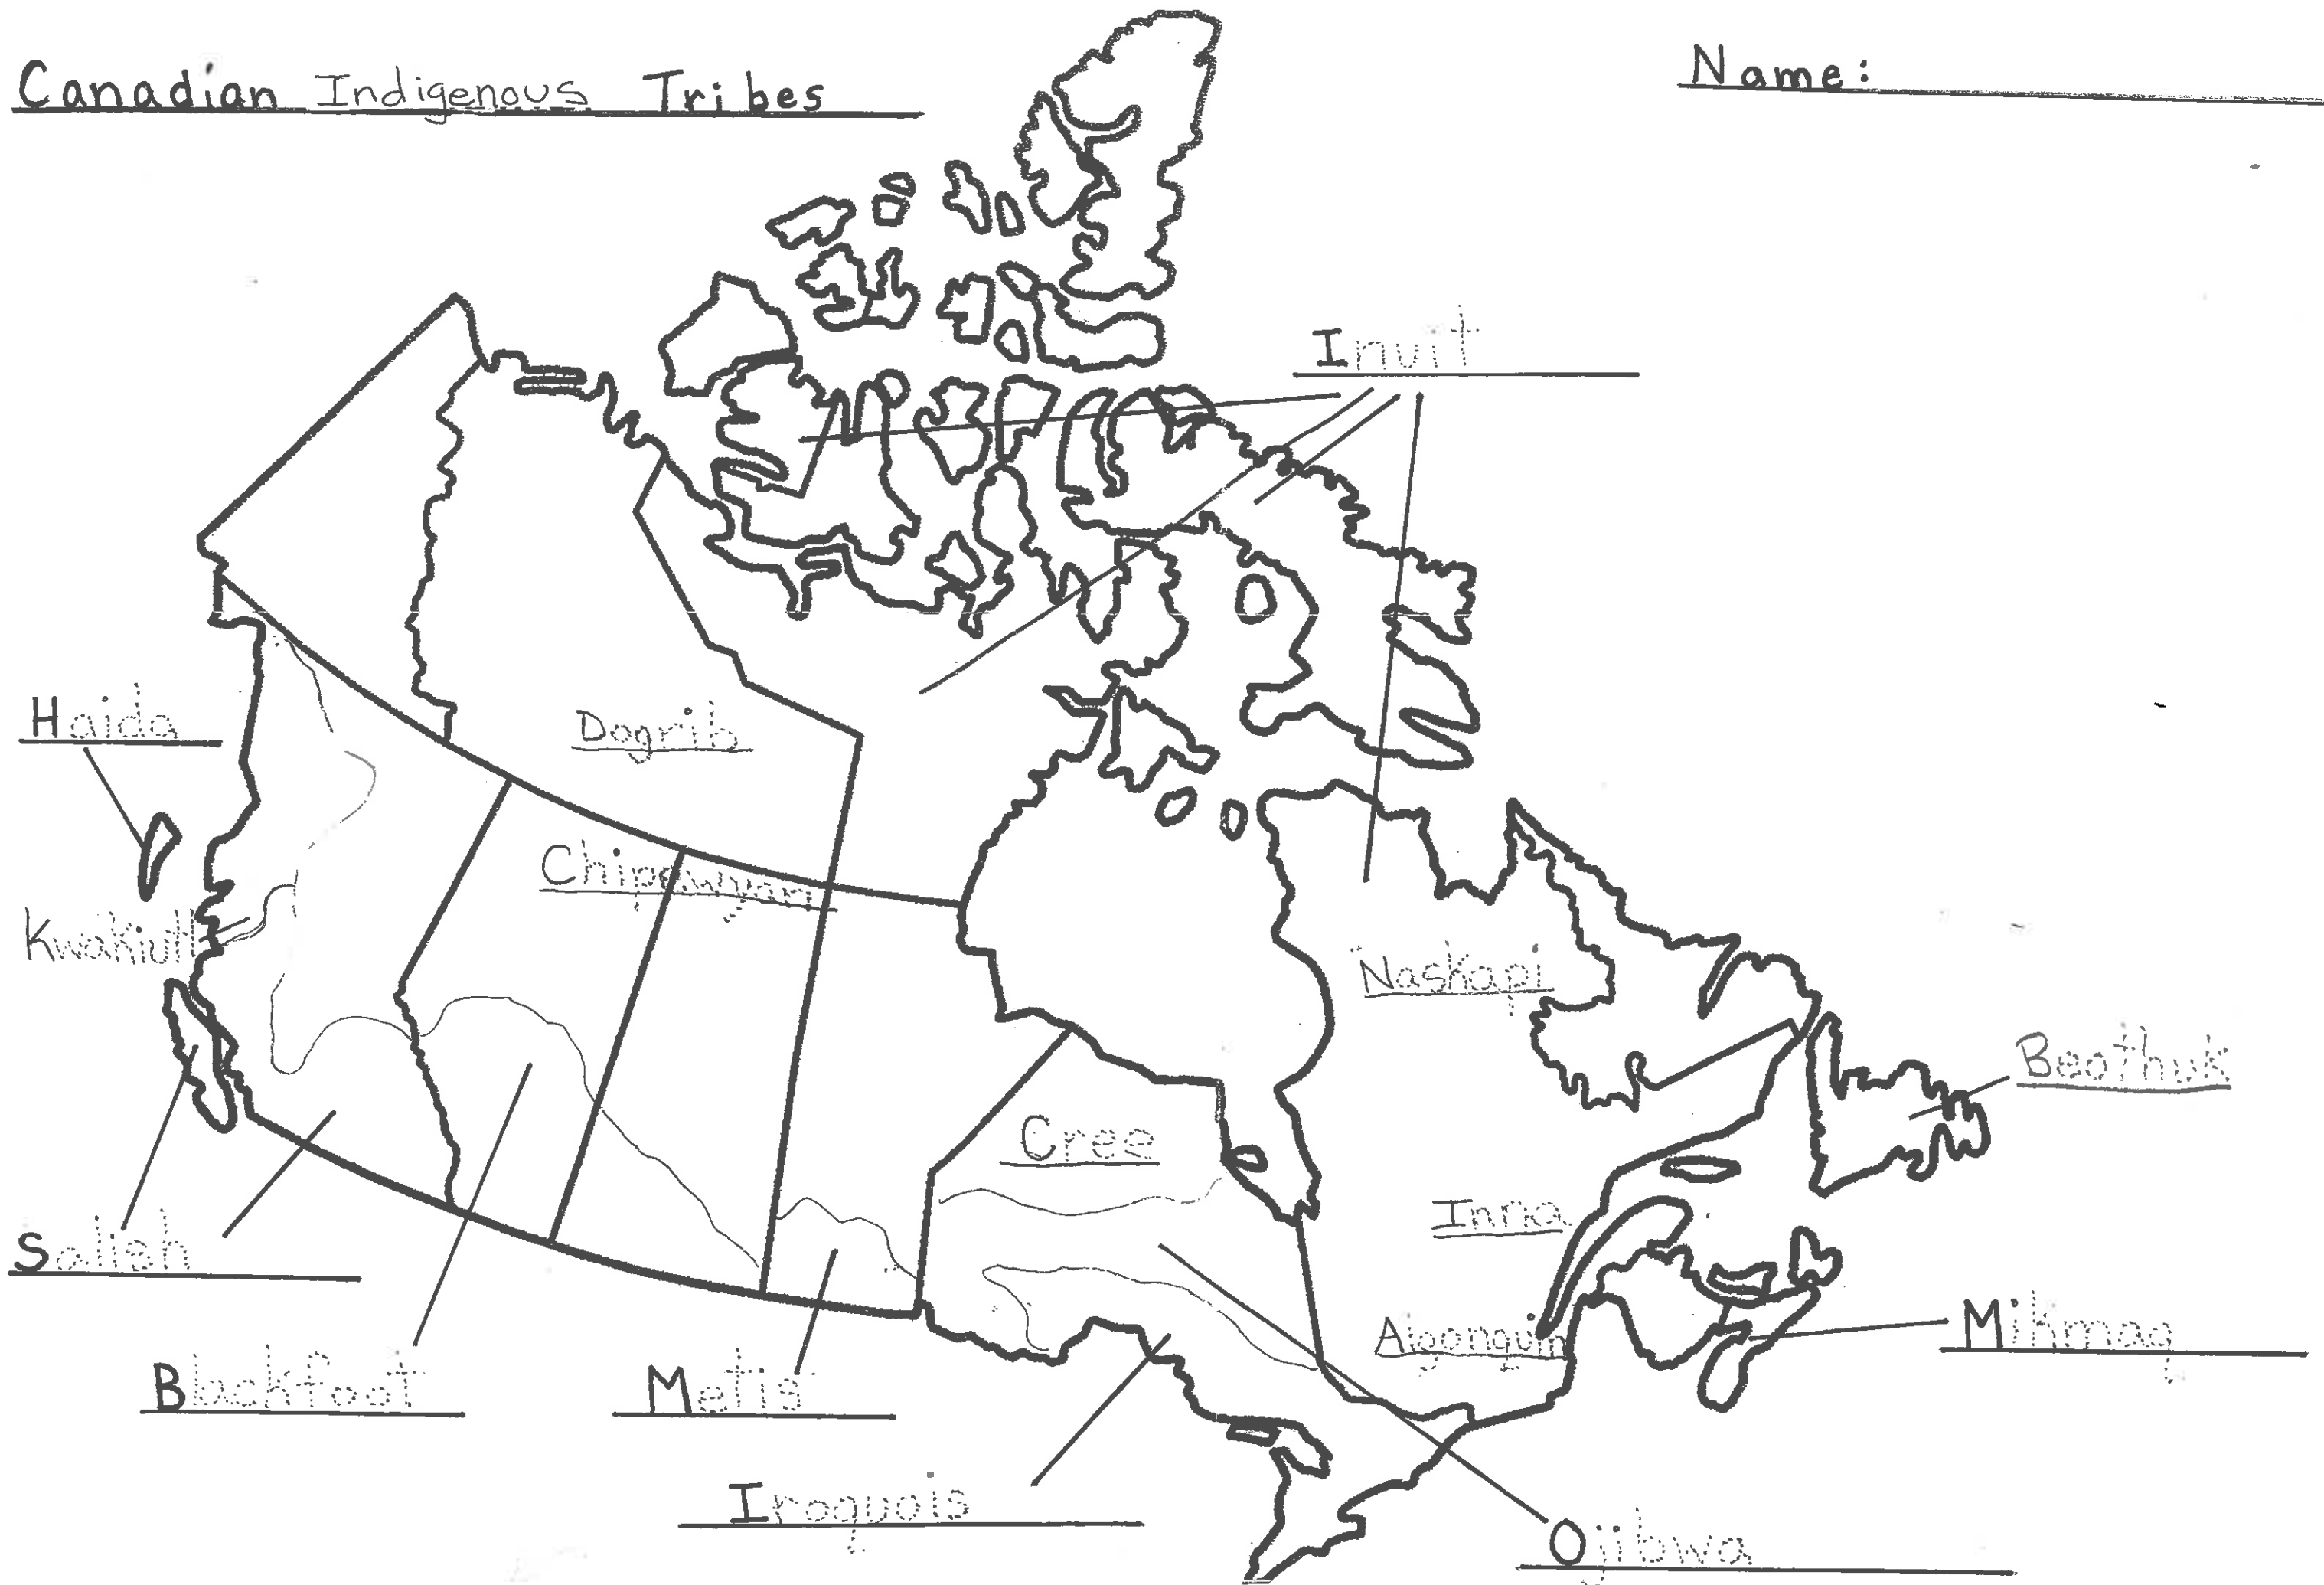 Canadian Indigenous Tribes
Name:
Inuit
Haida
Dogrib
Chipewyan
Kwakiutl
Naskapi
Beothuk
Cree
Inna
Salish
Algonquin
Mikmaq
Blackfoot
Metis
Iroquois
Ojibwa